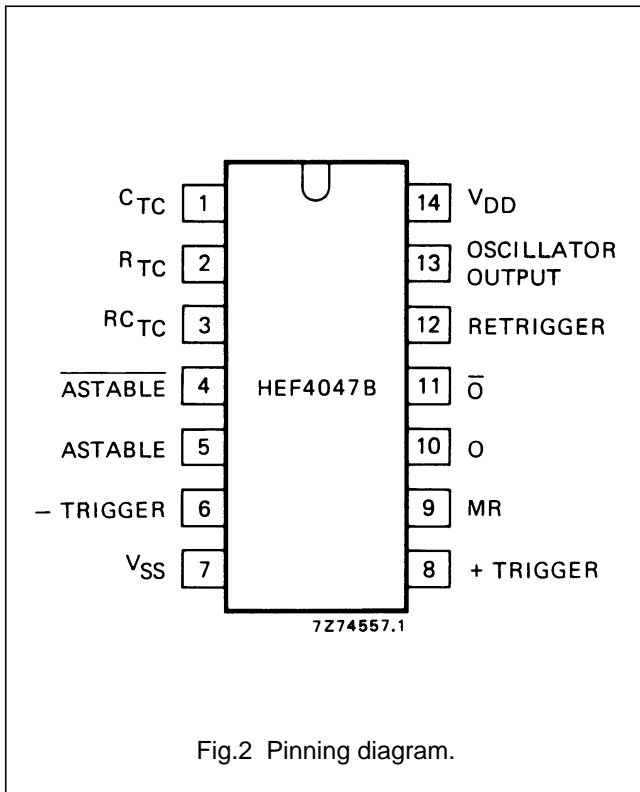 C_TC 1 14 V_DD
R_TC 2 13 OSCILLATOR
OUTPUT
RC_TC 3 12 RETRIGGER
A̅S̅T̅A̅B̅L̅E̅ 4 HEF4047B 11 O̅
ASTABLE 5 10 O
– TRIGGER 6 9 MR
V_SS 7 8 + TRIGGER
7Z74557.1
Fig.2 Pinning diagram.